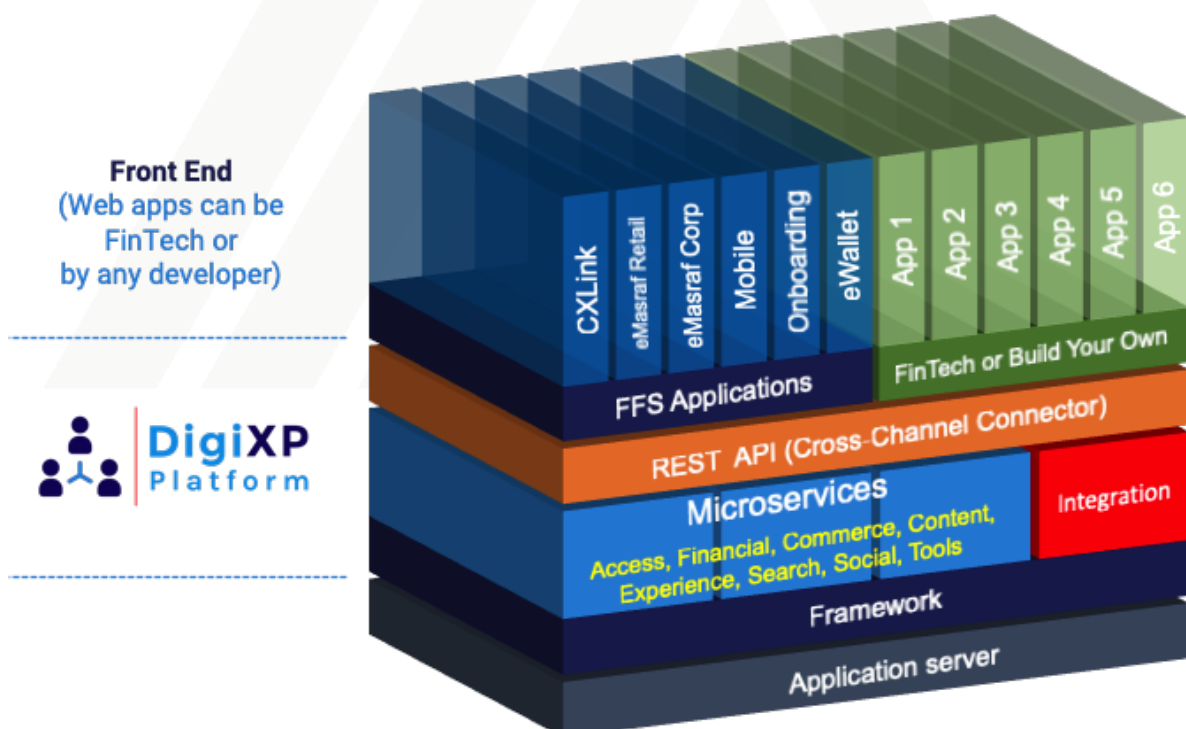 Front End
(Web apps can be
FinTech or
by any developer)
DigiXP
Platform
CXLink
eMasraf Retail
eMasraf Corp
Mobile
Onboarding
eWallet
App 1
App 2
App 3
App 4
App 5
App 6
FFS Applications
FinTech or Build Your Own
REST API (Cross-Channel Connector)
Microservices
Access, Financial, Commerce, Content,
Experience, Search, Social, Tools
Integration
Framework
Application server